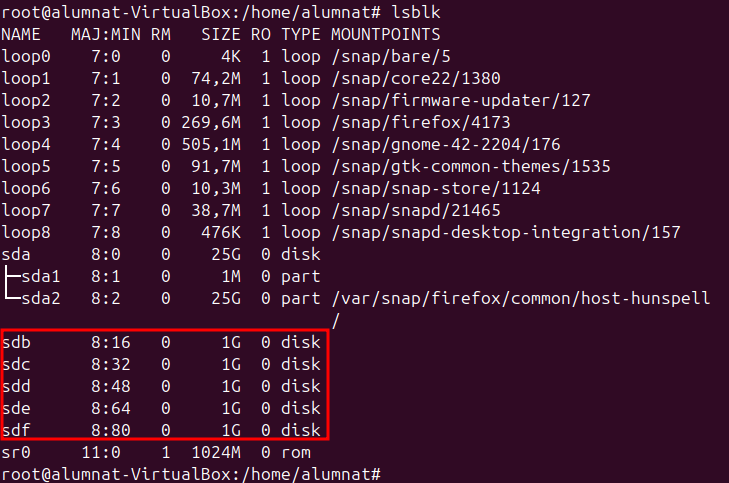 root@alumnat-VirtualBox:/home/alumnat# lsblk
NAME   MAJ:MIN RM   SIZE RO TYPE MOUNTPOINTS
loop0    7:0    0     4K  1 loop /snap/bare/5
loop1    7:1    0  74,2M  1 loop /snap/core22/1380
loop2    7:2    0  10,7M  1 loop /snap/firmware-updater/127
loop3    7:3    0 269,6M  1 loop /snap/firefox/4173
loop4    7:4    0 505,1M  1 loop /snap/gnome-42-2204/176
loop5    7:5    0  91,7M  1 loop /snap/gtk-common-themes/1535
loop6    7:6    0  10,3M  1 loop /snap/snap-store/1124
loop7    7:7    0  38,7M  1 loop /snap/snapd/21465
loop8    7:8    0   476K  1 loop /snap/snapd-desktop-integration/157
sda      8:0    0    25G  0 disk
├─sda1   8:1    0     1M  0 part
└─sda2   8:2    0    25G  0 part /var/snap/firefox/common/host-hunspell
                                 /
sdb      8:16   0     1G  0 disk
sdc      8:32   0     1G  0 disk
sdd      8:48   0     1G  0 disk
sde      8:64   0     1G  0 disk
sdf      8:80   0     1G  0 disk
sr0     11:0    1  1024M  0 rom
root@alumnat-VirtualBox:/home/alumnat#